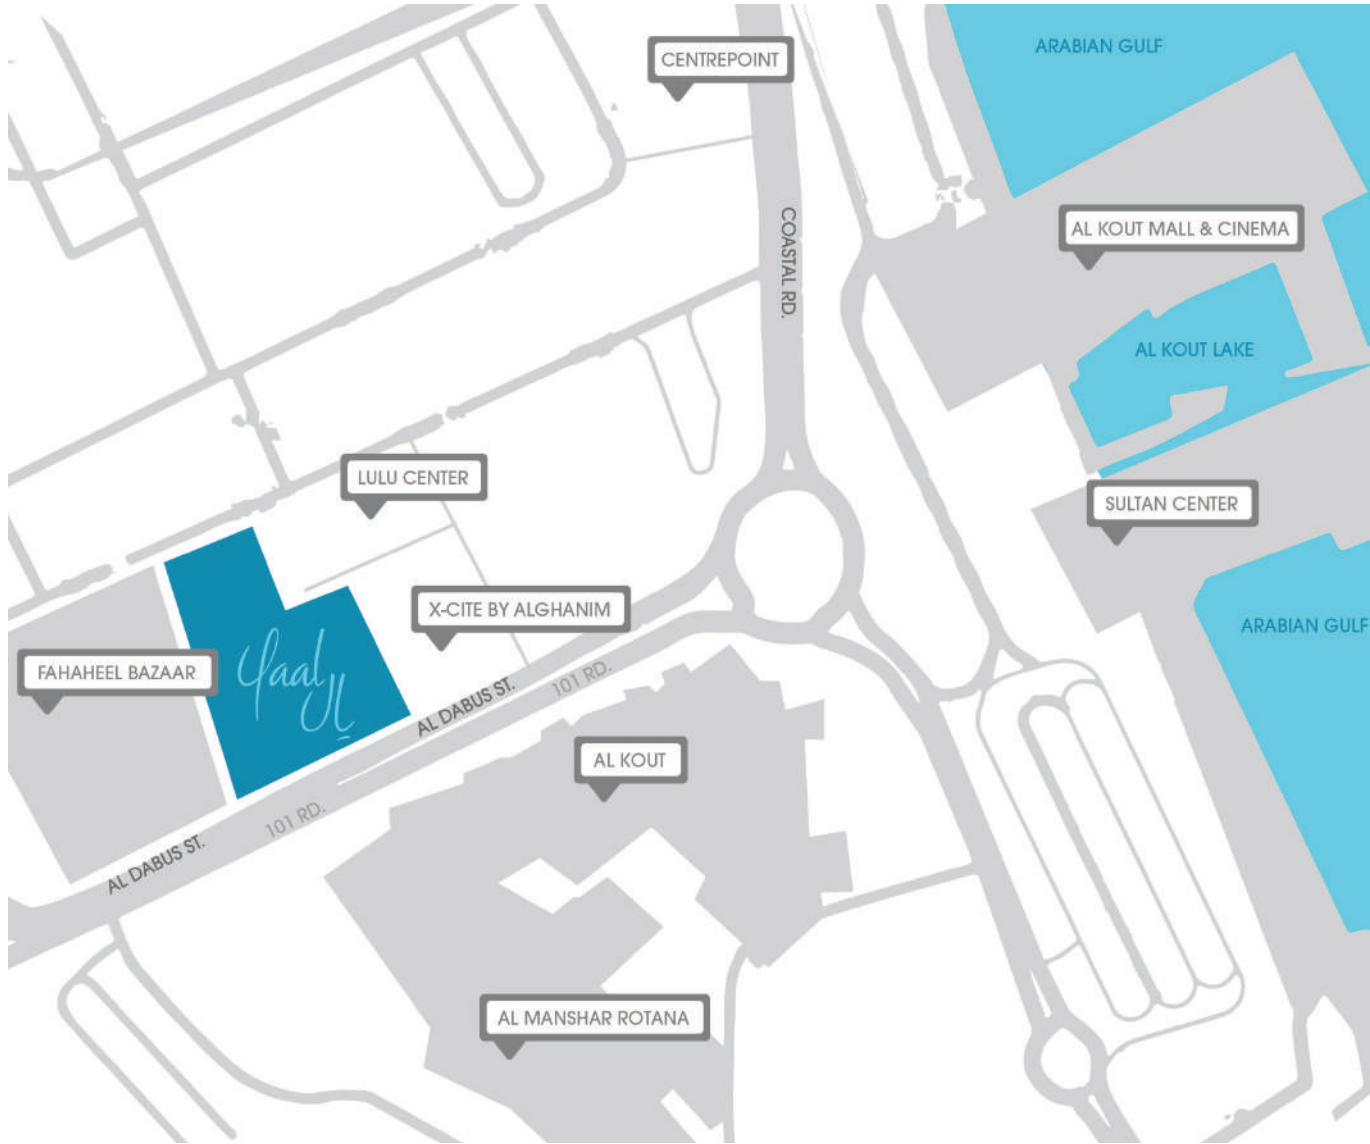 ARABIAN GULF
CENTREPOINT
COASTAL RD.
AL KOUT MALL & CINEMA
AL KOUT LAKE
LULU CENTER
SULTAN CENTER
X-CITE BY ALGHANIM
ARABIAN GULF
FAHAHEEL BAZAAR
Yaal
AL DABUS ST.
101 RD.
AL KOUT
101 RD.
AL DABUS ST.
AL MANSHAR ROTANA